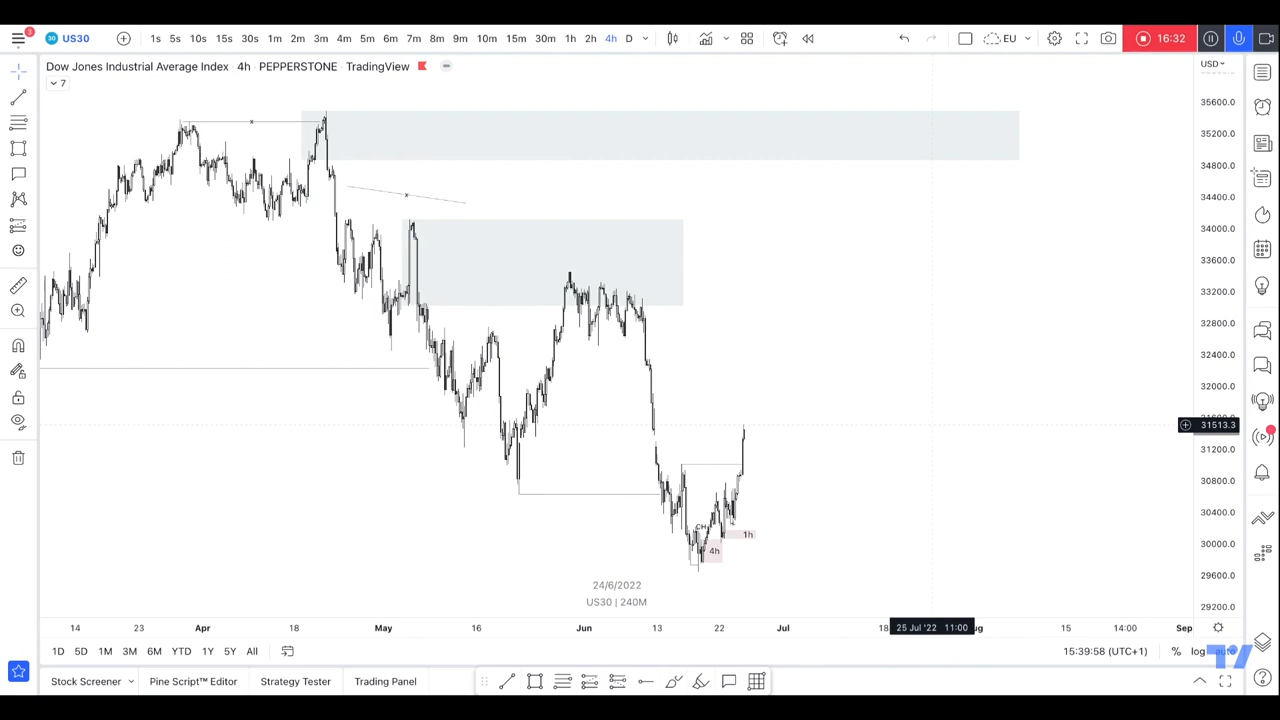 3
30 US30 1s 5s 10s 15s 30s 1m 2m 3m 4m 5m 6m 7m 8m 9m 10m 15m 30m 1h 2h 4h D EU 16:32
Dow Jones Industrial Average Index · 4h · PEPPERSTONE · TradingView
7
USD
35600.0
35200.0
34800.0
34400.0
34000.0
33600.0
33200.0
32800.0
32400.0
32000.0
31513.3
31200.0
30800.0
30400.0
30000.0
29600.0
29200.0
x
x
CH
1h
4h
24/6/2022
US30 | 240M
14 23 Apr 18 May 16 Jun 13 22 Jul 18 25 Jul '22 11:00 ug 15 14:00 Sep
1D 5D 1M 3M 6M YTD 1Y 5Y All 15:39:58 (UTC+1) % log auto
Stock Screener Pine Script™ Editor Strategy Tester Trading Panel